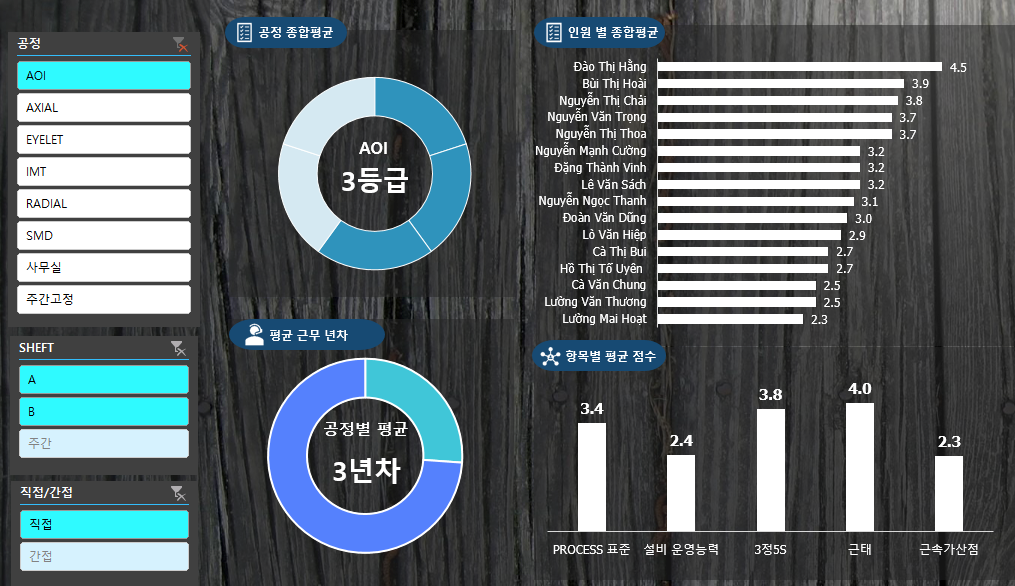 공정
AOI
AXIAL
EYELET
IMT
RADIAL
SMD
사무실
주간고정
SHEFT
A
B
주간
직접/간접
직접
간접
공정 종합평균
AOI
3등급
평균 근무 년차
공정별 평균
3년차
인원 별 종합평균
Đào Thị Hằng 4.5
Bùi Thị Hoài 3.9
Nguyễn Thị Chái 3.8
Nguyễn Văn Trọng 3.7
Nguyễn Thị Thoa 3.7
Nguyễn Mạnh Cường 3.2
Đặng Thành Vinh 3.2
Lê Văn Sách 3.2
Nguyễn Ngọc Thanh 3.1
Đoàn Văn Dũng 3.0
Lò Văn Hiệp 2.9
Cà Thị Bui 2.7
Hồ Thị Tố Uyên 2.7
Cà Văn Chung 2.5
Lường Văn Thương 2.5
Lường Mai Hoạt 2.3
항목별 평균 점수
3.4 2.4 3.8 4.0 2.3
PROCESS 표준 설비 운영능력 3정5S 근태 근속가산점